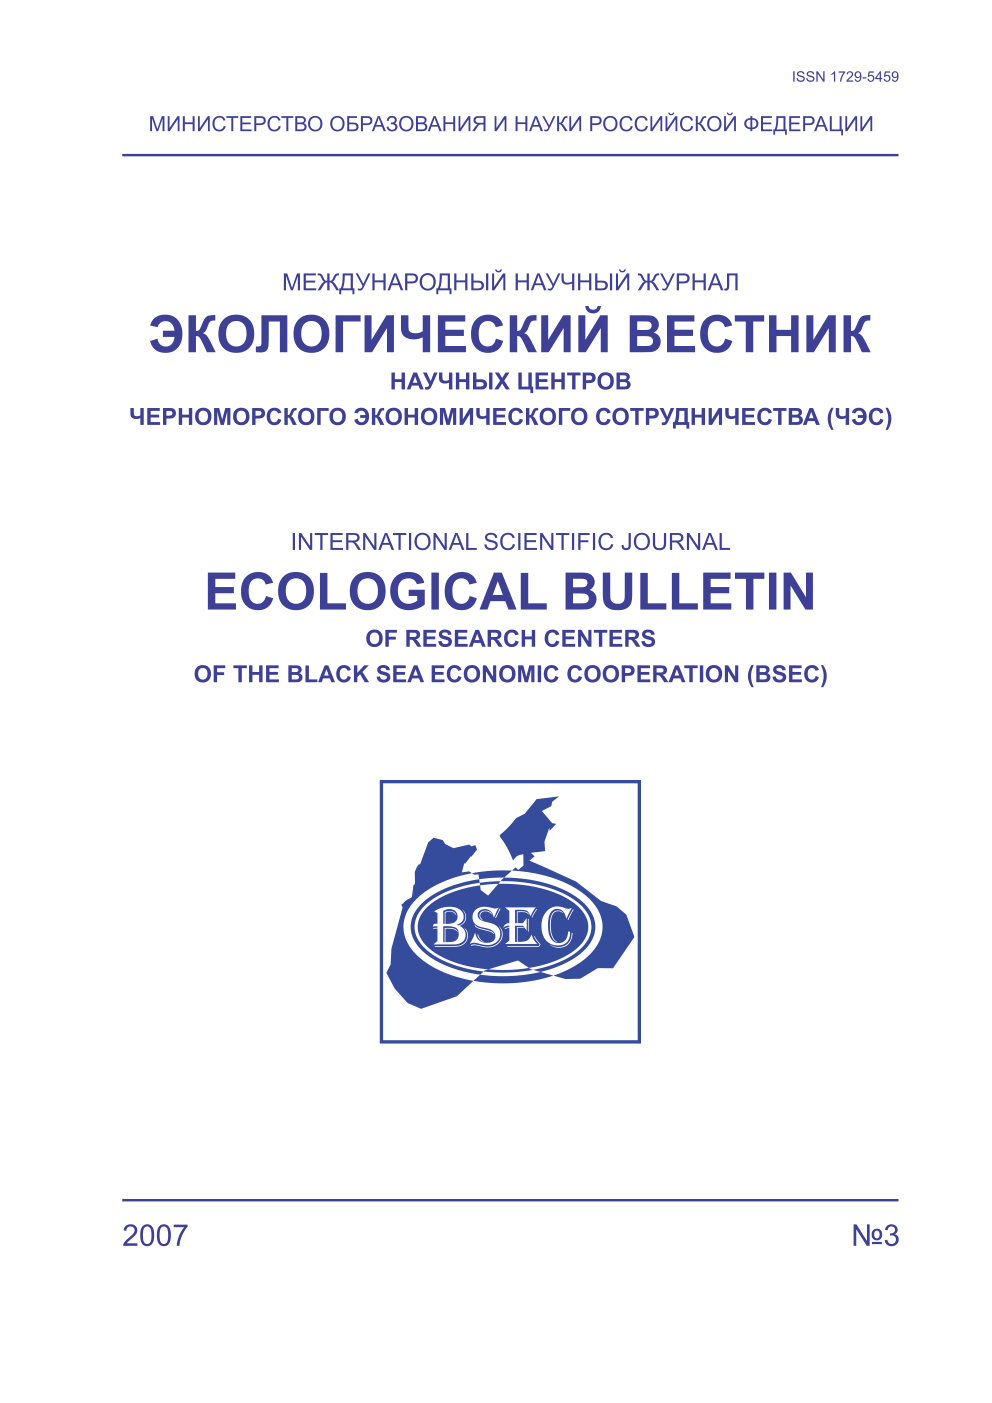 ISSN 1729-5459
МИНИСТЕРСТВО ОБРАЗОВАНИЯ И НАУКИ РОССИЙСКОЙ ФЕДЕРАЦИИ
МЕЖДУНАРОДНЫЙ НАУЧНЫЙ ЖУРНАЛ
ЭКОЛОГИЧЕСКИЙ ВЕСТНИК
НАУЧНЫХ ЦЕНТРОВ
ЧЕРНОМОРСКОГО ЭКОНОМИЧЕСКОГО СОТРУДНИЧЕСТВА (ЧЭС)
INTERNATIONAL SCIENTIFIC JOURNAL
ECOLOGICAL BULLETIN
OF RESEARCH CENTERS
OF THE BLACK SEA ECONOMIC COOPERATION (BSEC)
BSEC
2007 №3